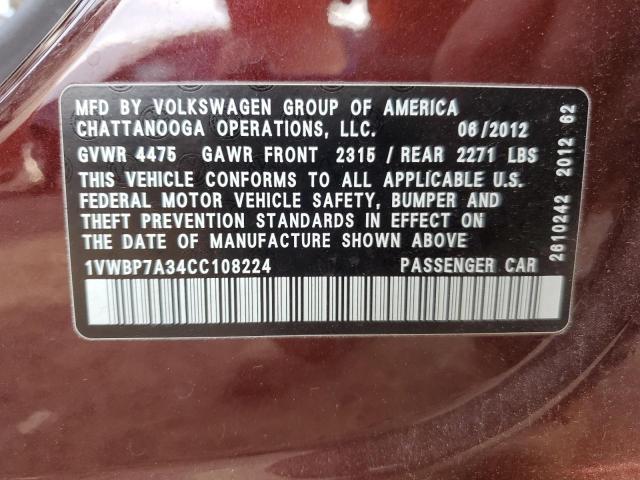 MFD BY VOLKSWAGEN GROUP OF AMERICA
CHATTANOOGA OPERATIONS, LLC. 06/2012
GVWR 4475 GAWR FRONT 2315 / REAR 2271 LBS
THIS VEHICLE CONFORMS TO ALL APPLICABLE U.S.
FEDERAL MOTOR VEHICLE SAFETY, BUMPER AND
THEFT PREVENTION STANDARDS IN EFFECT ON
THE DATE OF MANUFACTURE SHOWN ABOVE
1VWBP7A34CC108224 PASSENGER CAR
2610242 2012 62